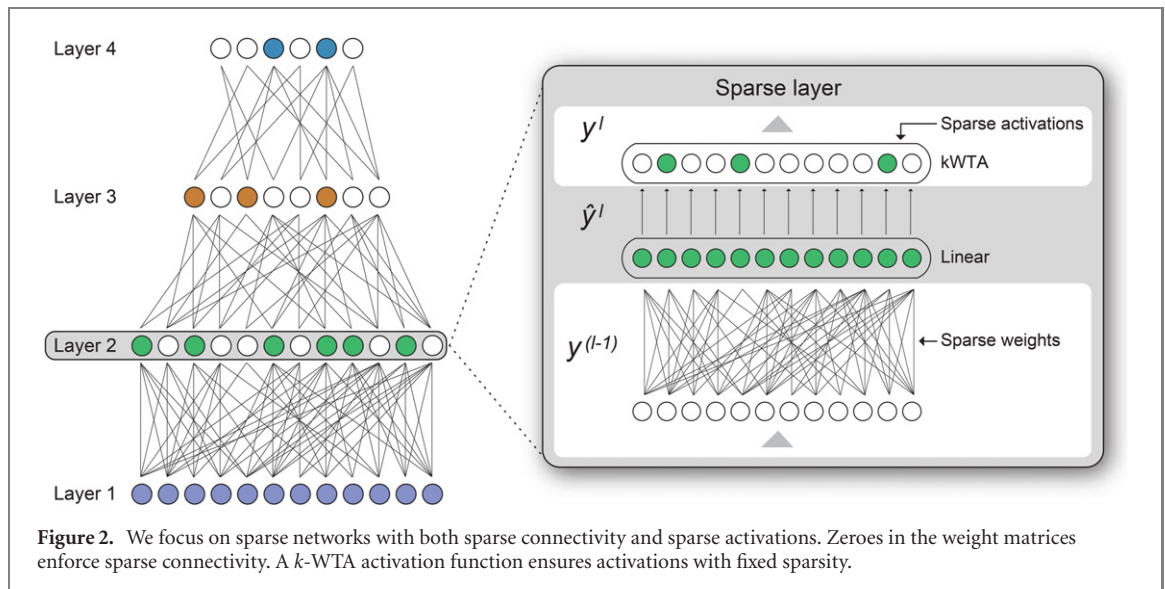 Layer 4
Layer 3
Layer 2
Layer 1
Sparse layer
y^l
Sparse activations
kWTA
ŷ^l
Linear
y^(l-1)
Sparse weights
Figure 2. We focus on sparse networks with both sparse connectivity and sparse activations. Zeroes in the weight matrices
enforce sparse connectivity. A k-WTA activation function ensures activations with fixed sparsity.